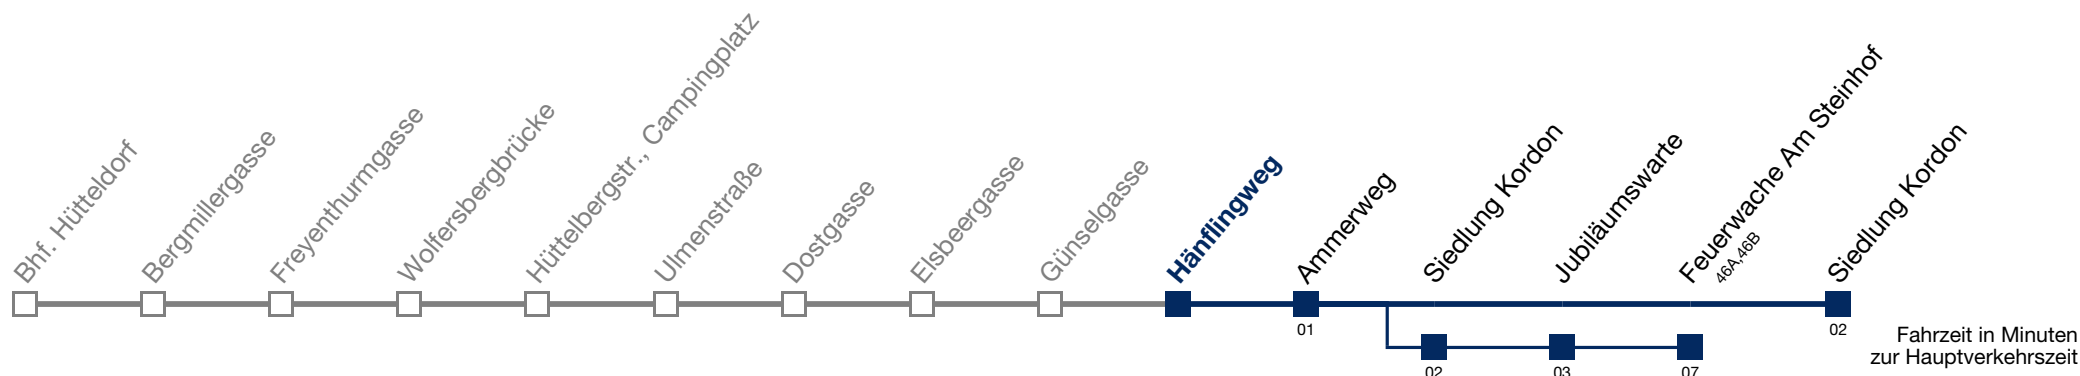 Bhf. Hütteldorf
Bergmillergasse
Freyenthurmgasse
Wolfersbergbrücke
Hüttelbergstr., Campingplatz
Ulmenstraße
Dostgasse
Elsbeergasse
Günselgasse
Hänflingweg
Ammerweg
Siedlung Kordon
Jubiläumswarte
Feuerwache Am Steinhof
46A,46B
Siedlung Kordon
01
02
Fahrzeit in Minuten
zur Hauptverkehrszeit
02
03
07